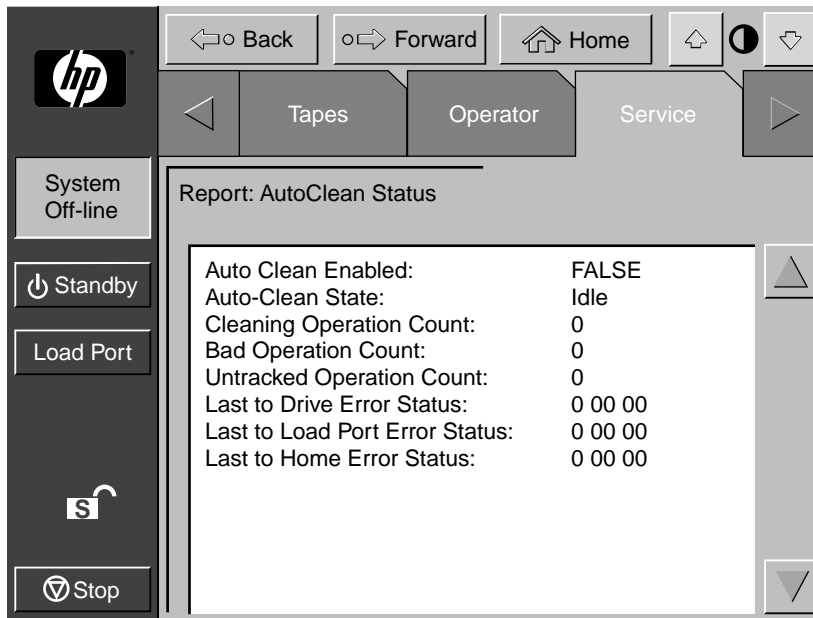 Back
Forward
Home
hp
Tapes
Operator
Service
System
Off-line
Report: AutoClean Status
Standby
Load Port
Auto Clean Enabled: FALSE
Auto-Clean State: Idle
Cleaning Operation Count: 0
Bad Operation Count: 0
Untracked Operation Count: 0
Last to Drive Error Status: 0 00 00
Last to Load Port Error Status: 0 00 00
Last to Home Error Status: 0 00 00
S
Stop